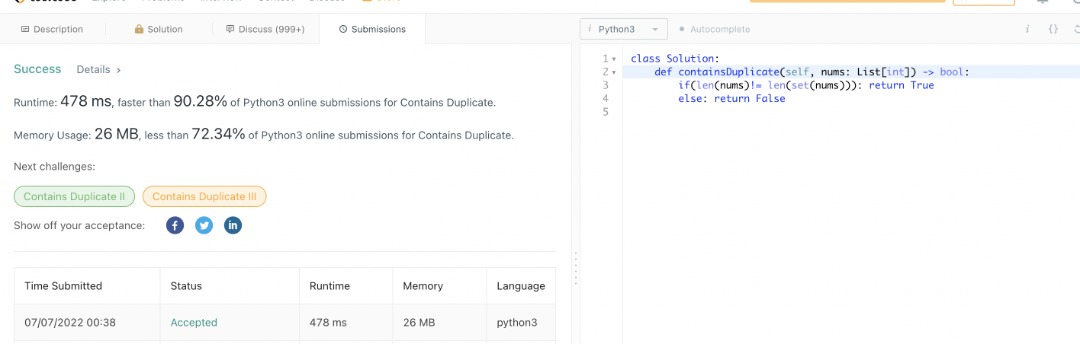 Description
Solution
Discuss (999+)
Submissions
i Python3
Autocomplete
i {}
Success Details >
Runtime: 478 ms, faster than 90.28% of Python3 online submissions for Contains Duplicate.
Memory Usage: 26 MB, less than 72.34% of Python3 online submissions for Contains Duplicate.
Next challenges:
Contains Duplicate II
Contains Duplicate III
Show off your acceptance:
f
in
Time Submitted Status Runtime Memory Language
07/07/2022 00:38 Accepted 478 ms 26 MB python3
1 class Solution:
2 def containsDuplicate(self, nums: List[int]) -> bool:
3 if(len(nums)!= len(set(nums))): return True
4 else: return False
5